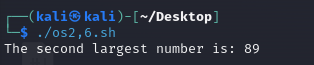 ┌──(kali㉿kali)-[~/Desktop]
└─$ ./os2,6.sh
The second largest number is: 89